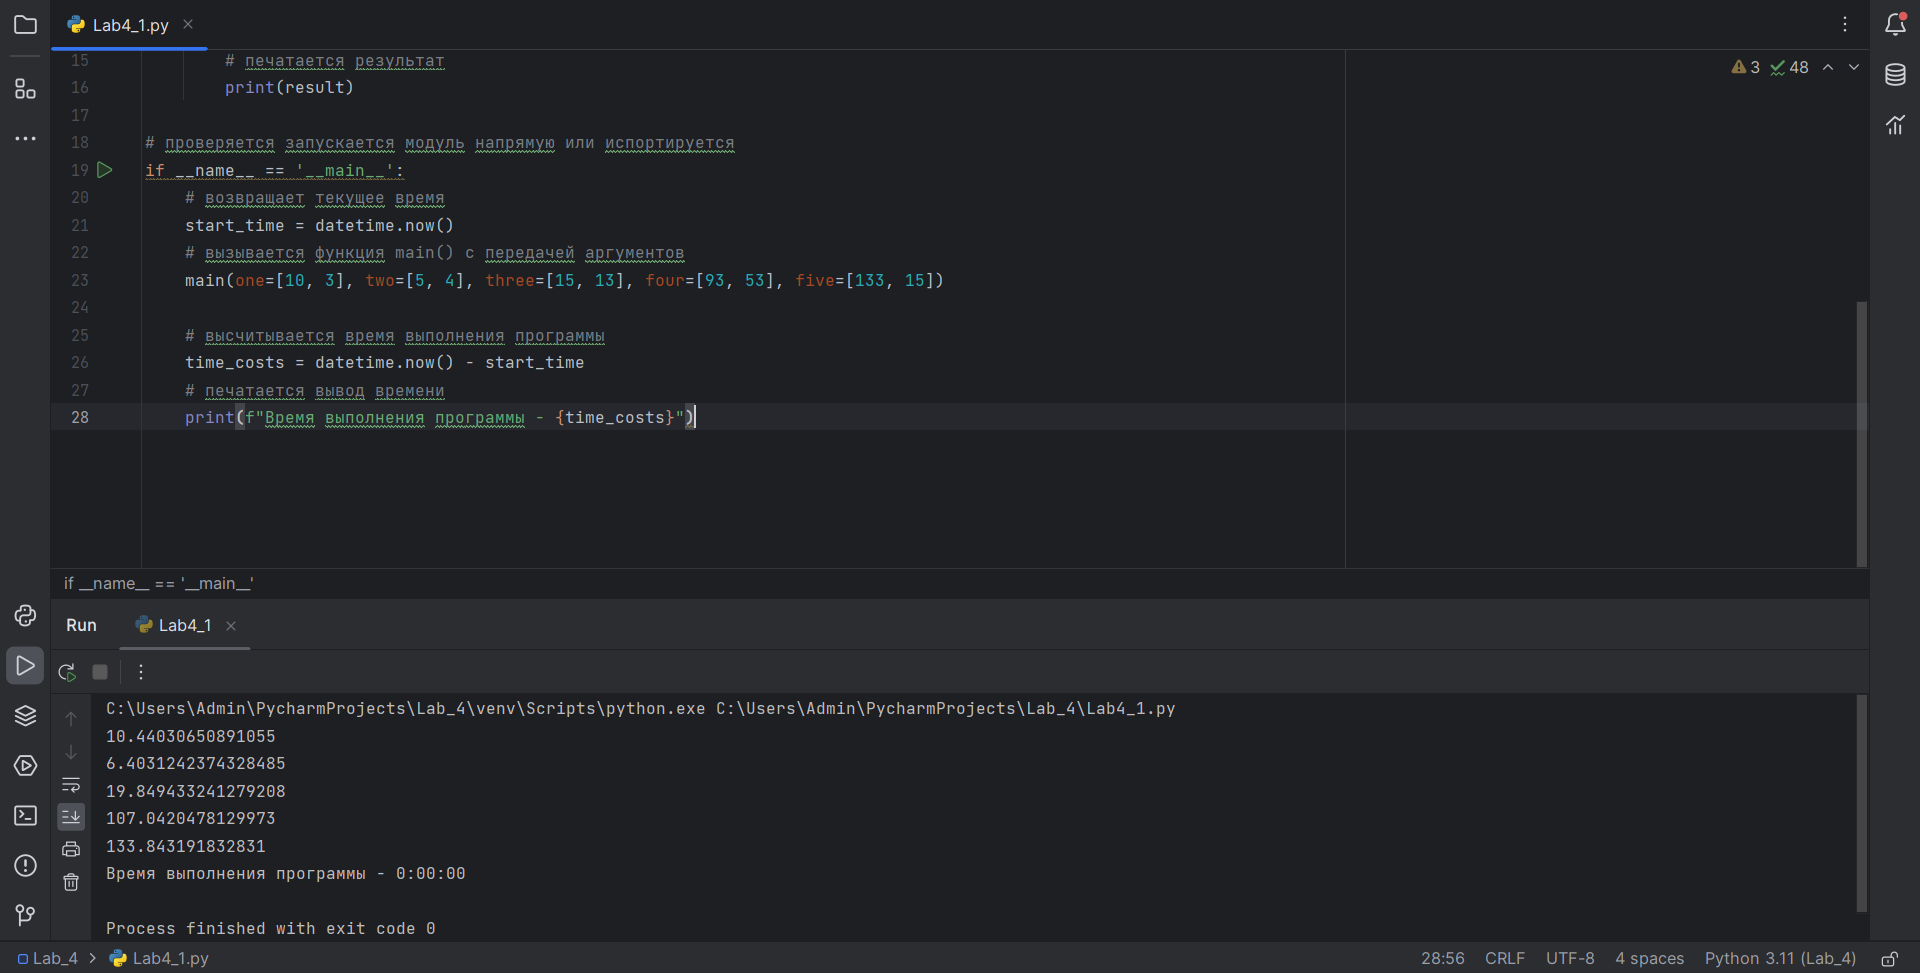 Lab4_1.py
3 48
15 # печатается результат
16 print(result)
17
18 # проверяется запускается модуль напрямую или испортируется
19 if __name__ == '__main__':
20 # возвращает текущее время
21 start_time = datetime.now()
22 # вызывается функция main() с передачей аргументов
23 main(one=[10, 3], two=[5, 4], three=[15, 13], four=[93, 53], five=[133, 15])
24
25 # высчитывается время выполнения программы
26 time_costs = datetime.now() - start_time
27 # печатается вывод времени
28 print(f"Время выполнения программы - {time_costs}")
if __name__ == '__main__'
Run Lab4_1
C:\Users\Admin\PycharmProjects\Lab_4\venv\Scripts\python.exe C:\Users\Admin\PycharmProjects\Lab_4\Lab4_1.py
10.44030650891055
6.4031242374328485
19.849433241279208
107.0420478129973
133.843191832831
Время выполнения программы - 0:00:00
Process finished with exit code 0
Lab_4 > Lab4_1.py 28:56 CRLF UTF-8 4 spaces Python 3.11 (Lab_4)